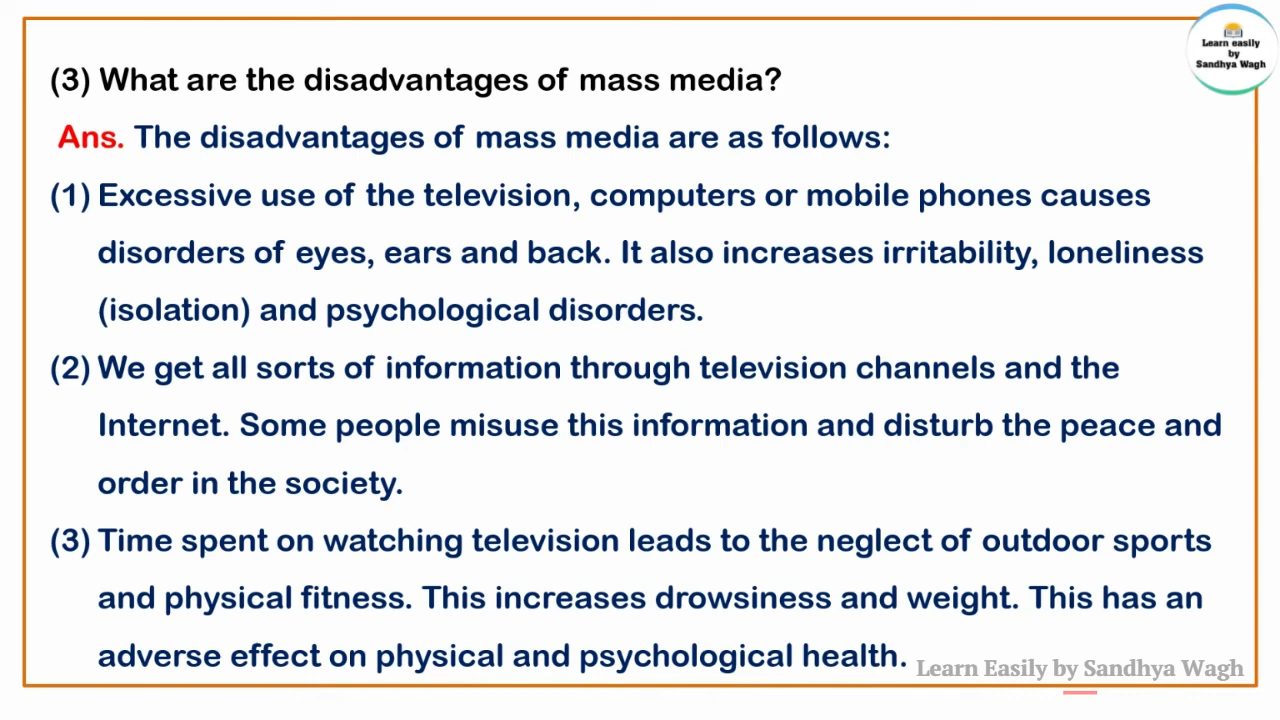 Learn easily
by
Sandhya Wagh
(3) What are the disadvantages of mass media?
Ans. The disadvantages of mass media are as follows:
(1) Excessive use of the television, computers or mobile phones causes
disorders of eyes, ears and back. It also increases irritability, loneliness
(isolation) and psychological disorders.
(2) We get all sorts of information through television channels and the
Internet. Some people misuse this information and disturb the peace and
order in the society.
(3) Time spent on watching television leads to the neglect of outdoor sports
and physical fitness. This increases drowsiness and weight. This has an
adverse effect on physical and psychological health.
Learn Easily by Sandhya Wagh